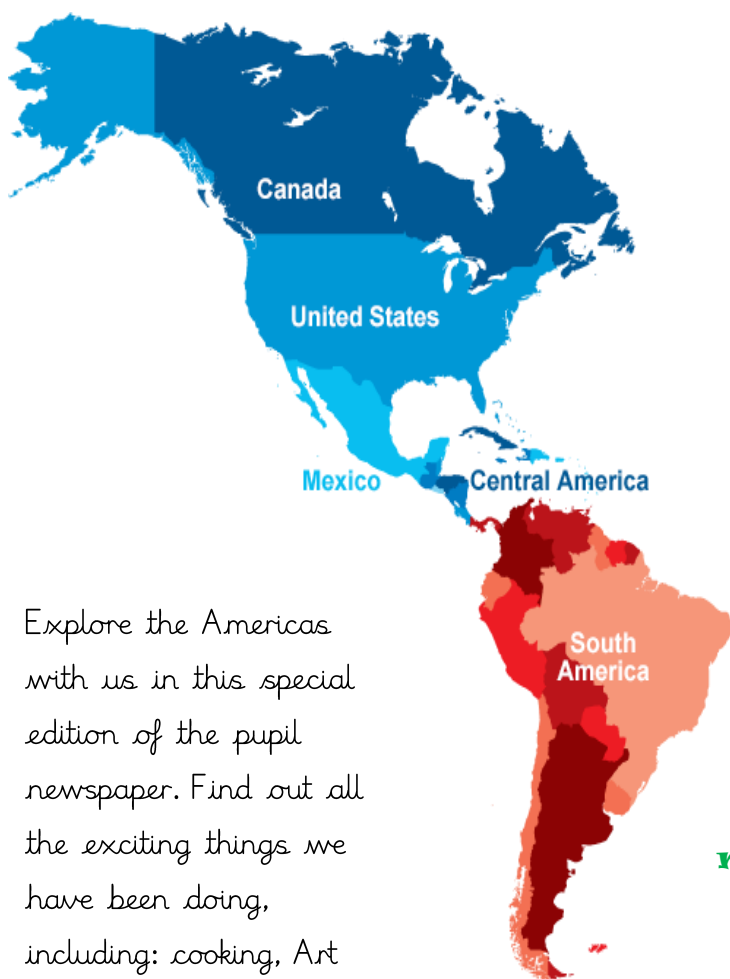 Canada
United States
Mexico
Central America
South
America
Explore the Americas
with us in this special
edition of the pupil
newspaper. Find out all
the exciting things we
have been doing,
including: cooking, Art